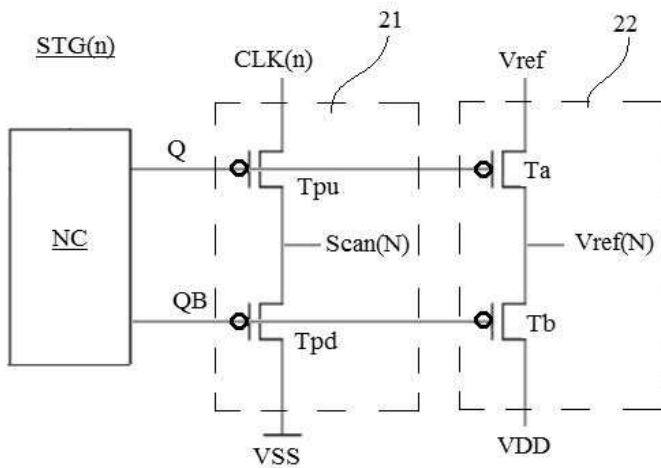 21
22
STG(n)
CLK(n)
Vref
Q
Tpu
Ta
NC
Scan(N)
Vref(N)
QB
Tpd
Tb
VSS
VDD